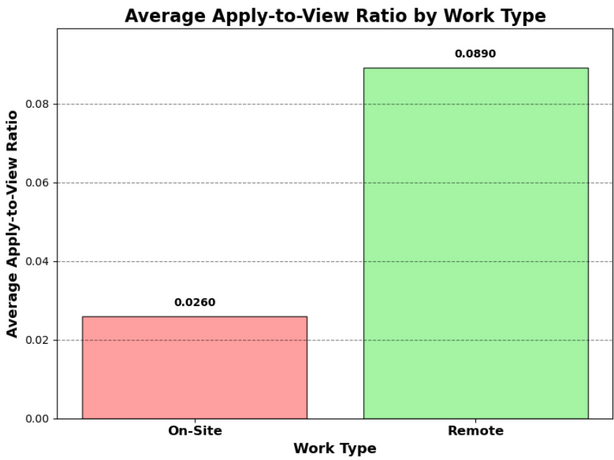 Average Apply-to-View Ratio by Work Type
0.0890
0.08
0.06
0.04
0.0260
0.02
0.00
Average Apply-to-View Ratio
On-Site
Remote
Work Type